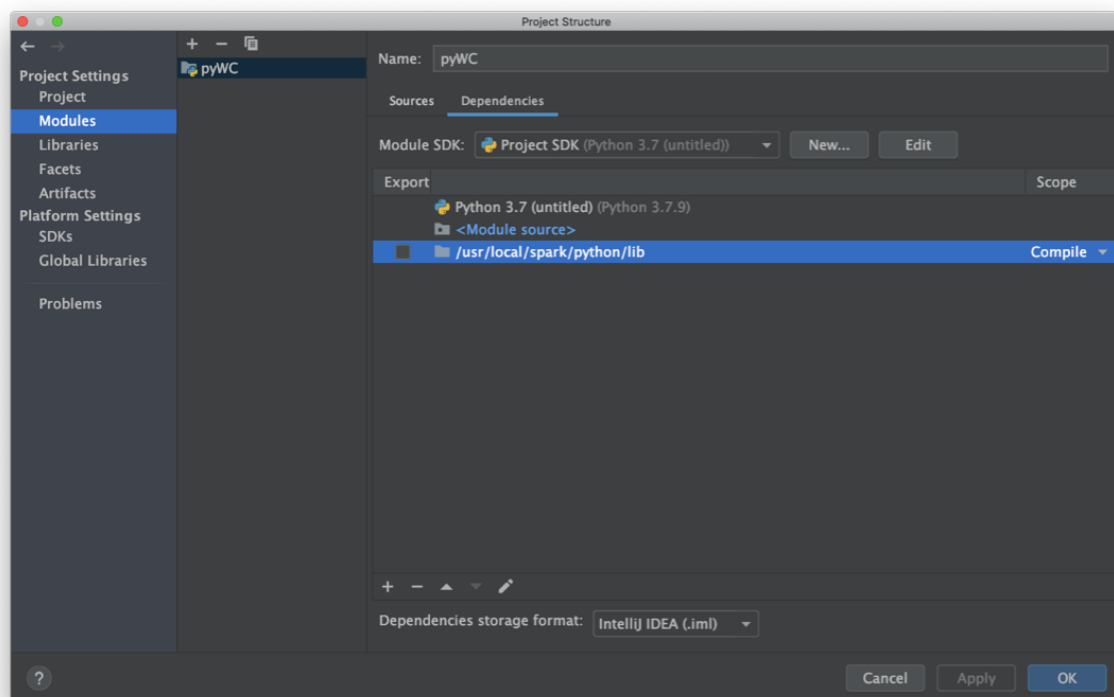 Project Structure
Project Settings
Project
Modules
Libraries
Facets
Artifacts
Platform Settings
SDKs
Global Libraries
Problems
pyWC
Name: pyWC
Sources Dependencies
Module SDK: Project SDK (Python 3.7 (untitled)) New... Edit
Export Scope
Python 3.7 (untitled) (Python 3.7.9)
<Module source>
/usr/local/spark/python/lib Compile
Dependencies storage format: IntelliJ IDEA (.iml)
? Cancel Apply OK